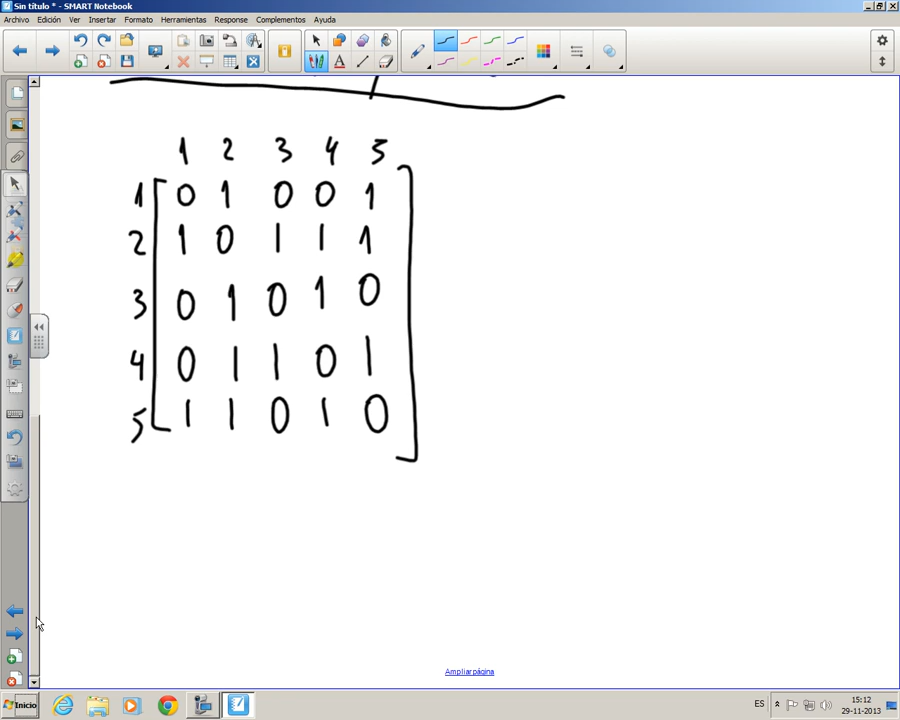 Sin título * - SMART Notebook
Archivo Edición Ver Insertar Formato Herramientas Response Complementos Ayuda
1 2 3 4 5
1 0 1 0 0 1
2 1 0 1 1 1
3 0 1 0 1 0
4 0 1 1 0 1
5 1 1 0 1 0
Ampliar página
Inicio
ES
15:12
29-11-2013